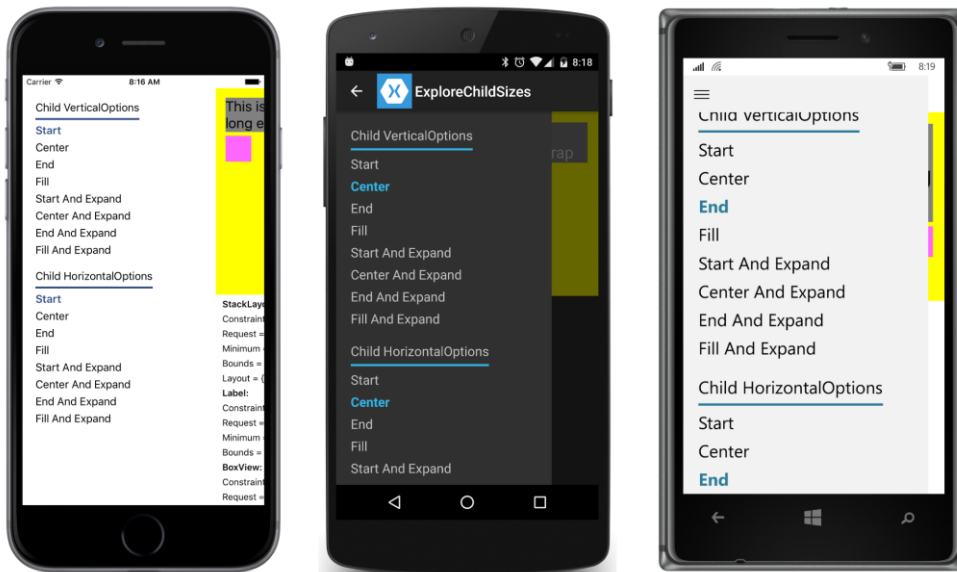 Carrier
8:16 AM
Child VerticalOptions
Start
Center
End
Fill
Start And Expand
Center And Expand
End And Expand
Fill And Expand
Child HorizontalOptions
Start
Center
End
Fill
Start And Expand
Center And Expand
End And Expand
Fill And Expand
This is
long e
StackLayo
Constraint
Request =
Minimum =
Bounds =
Layout = {
Label:
Constraint
Request =
Minimum
Bounds =
BoxView:
Constraint
Request =
8:18
ExploreChildSizes
Child VerticalOptions
Start
Center
End
Fill
Start And Expand
Center And Expand
End And Expand
Fill And Expand
Child HorizontalOptions
Start
Center
End
Fill
Start And Expand
rap
8:19
Child VerticalOptions
Start
Center
End
Fill
Start And Expand
Center And Expand
End And Expand
Fill And Expand
Child HorizontalOptions
Start
Center
End